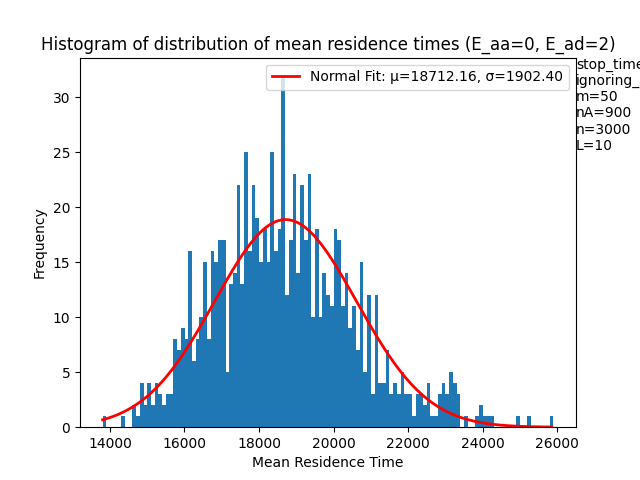 Histogram of distribution of mean residence times (E_aa=0, E_ad=2)
Normal Fit: μ=18712.16, σ=1902.40
stop_time
ignoring_
m=50
nA=900
n=3000
L=10
Frequency
30
25
20
15
10
5
0
14000 16000 18000 20000 22000 24000 26000
Mean Residence Time